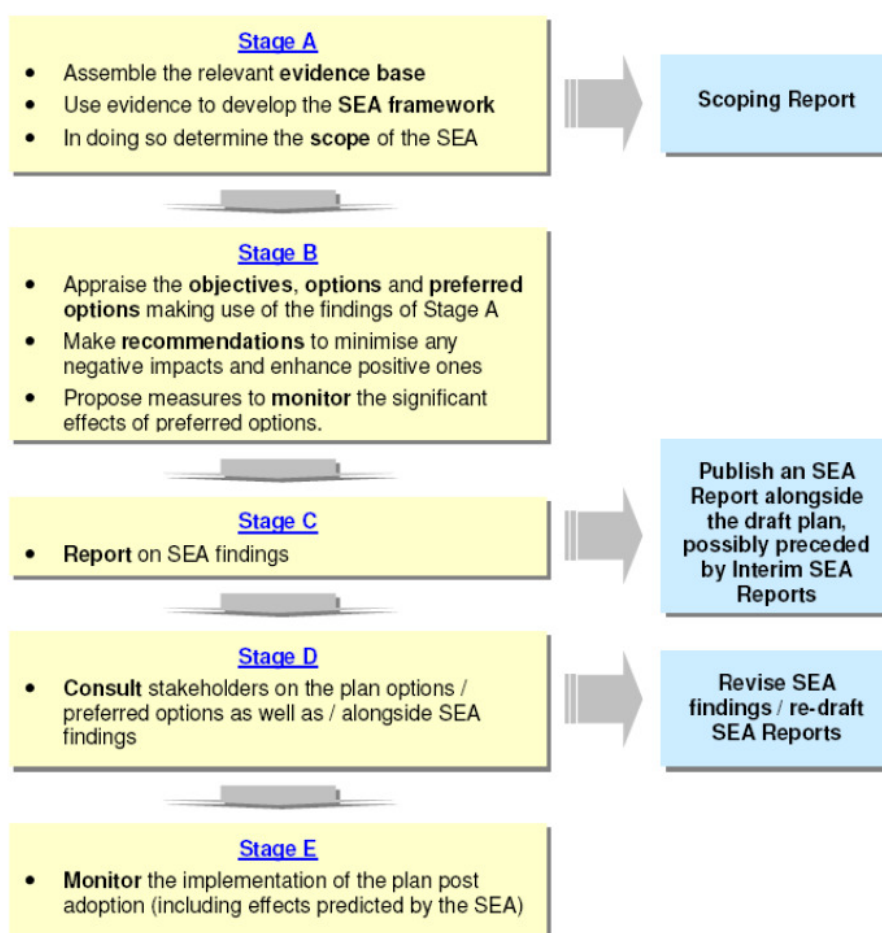 Stage A
• Assemble the relevant evidence base
• Use evidence to develop the SEA framework
• In doing so determine the scope of the SEA
Scoping Report
Stage B
• Appraise the objectives, options and preferred
options making use of the findings of Stage A
• Make recommendations to minimise any
negative impacts and enhance positive ones
• Propose measures to monitor the significant
effects of preferred options.
Stage C
• Report on SEA findings
Publish an SEA
Report alongside
the draft plan,
possibly preceded
by Interim SEA
Reports
Stage D
• Consult stakeholders on the plan options /
preferred options as well as / alongside SEA
findings
Revise SEA
findings / re-draft
SEA Reports
Stage E
• Monitor the implementation of the plan post
adoption (including effects predicted by the SEA)